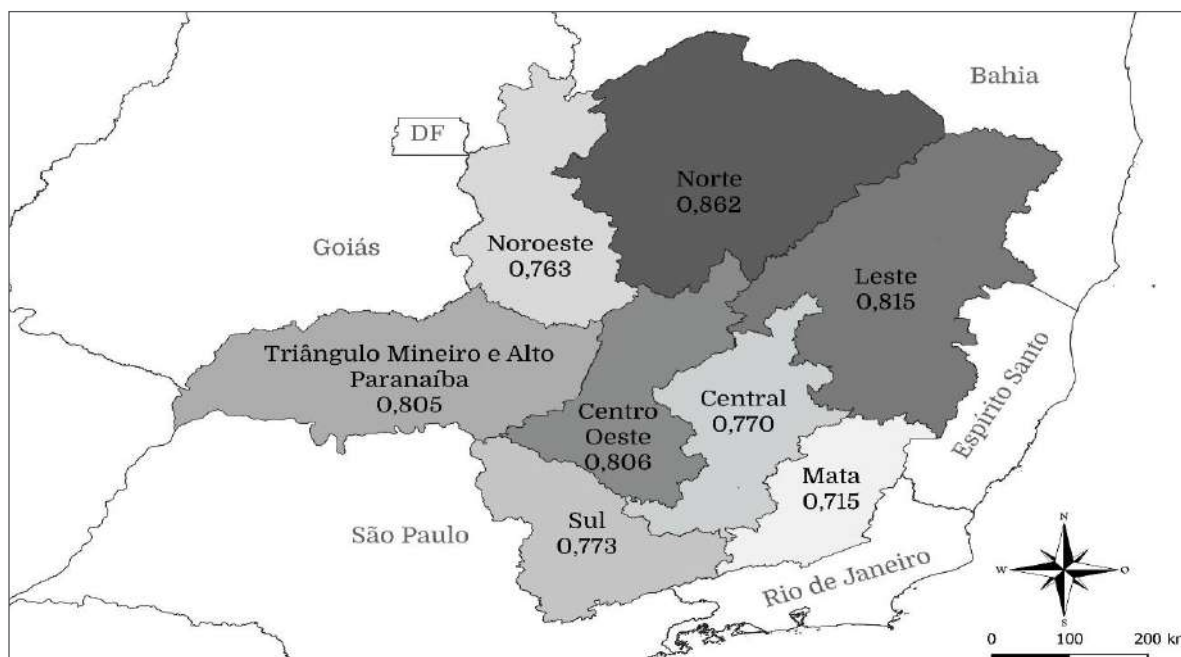 Bahia
DF
Norte
0,862
Goiás
Noroeste
0,763
Leste
0,815
Triângulo Mineiro e Alto
Paranaíba
0,805
Central
0,770
Centro
Oeste
0,806
Espírito Santo
Mata
0,715
São Paulo
Sul
0,773
Rio de Janeiro
N
W
O
S
0 100 200 km